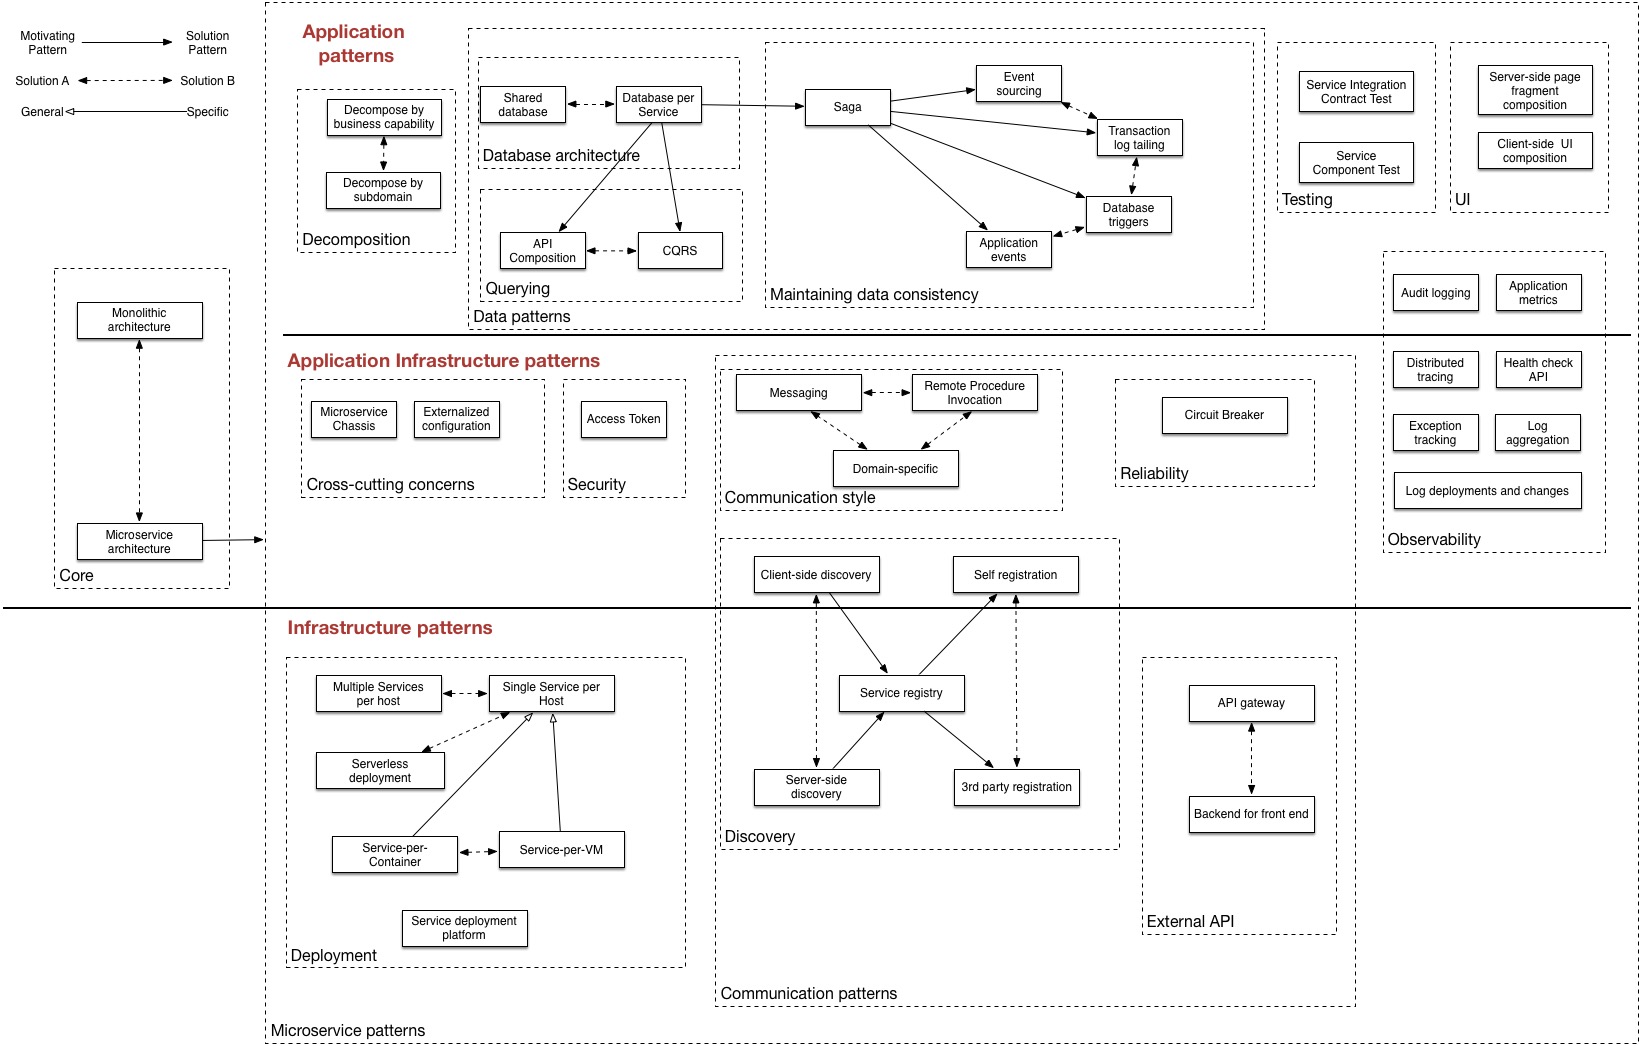 Motivating
Pattern
Solution
Pattern
Solution A
Solution B
General
Specific
Application
patterns
Decompose by
business capability
Decompose by
subdomain
Decomposition
Shared
database
Database per
Service
Database architecture
API
Composition
CQRS
Querying
Data patterns
Saga
Event
sourcing
Transaction
log tailing
Database
triggers
Application
events
Maintaining data consistency
Service Integration
Contract Test
Service
Component Test
Testing
Server-side page
fragment
composition
Client-side UI
composition
UI
Monolithic
architecture
Microservice
architecture
Core
Application Infrastructure patterns
Microservice
Chassis
Externalized
configuration
Cross-cutting concerns
Access Token
Security
Messaging
Remote Procedure
Invocation
Domain-specific
Communication style
Circuit Breaker
Reliability
Audit logging
Application
metrics
Distributed
tracing
Health check
API
Exception
tracking
Log
aggregation
Log deployments and changes
Observability
Client-side discovery
Self registration
Service registry
Server-side
discovery
3rd party registration
Discovery
Infrastructure patterns
Multiple Services
per host
Single Service per
Host
Serverless
deployment
Service-per-
Container
Service-per-VM
Service deployment
platform
Deployment
API gateway
Backend for front end
External API
Communication patterns
Microservice patterns